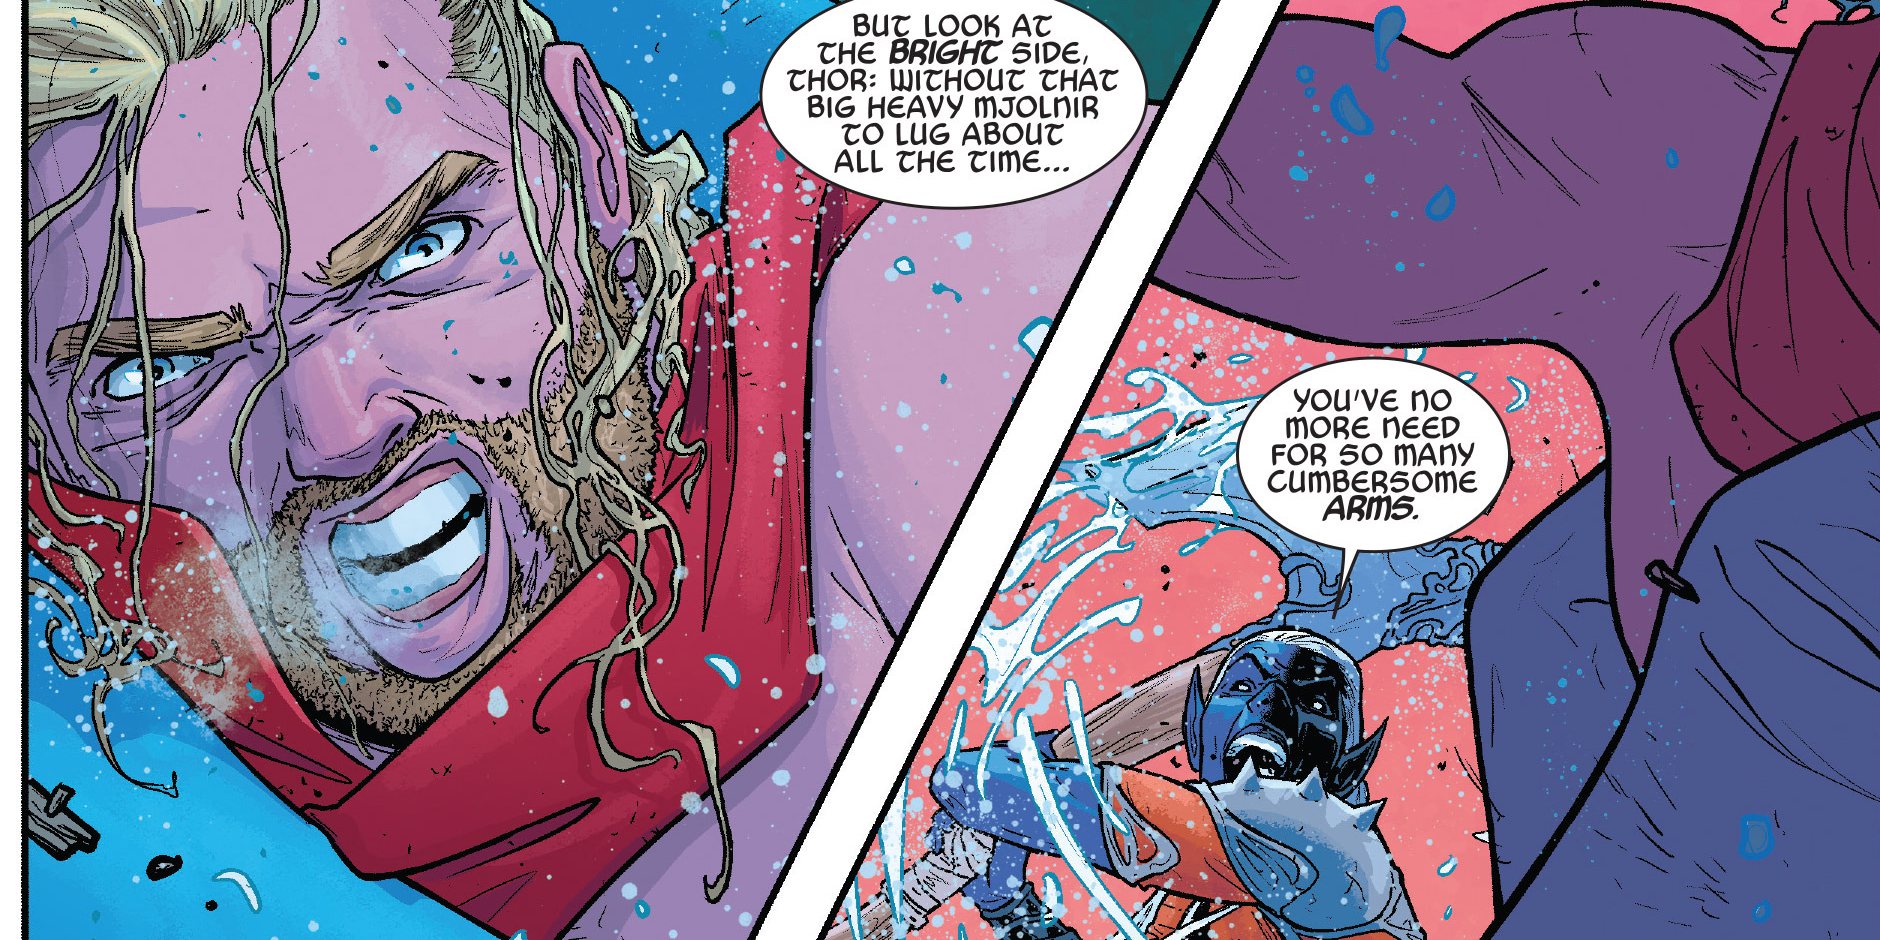 BUT LOOK AT
THE BRIGHT SIDE,
THOR: WITHOUT THAT
BIG HEAVY MJOLNIR
TO LUG ABOUT
ALL THE TIME...
YOU'VE NO
MORE NEED
FOR SO MANY
CUMBERSOME
ARMS.